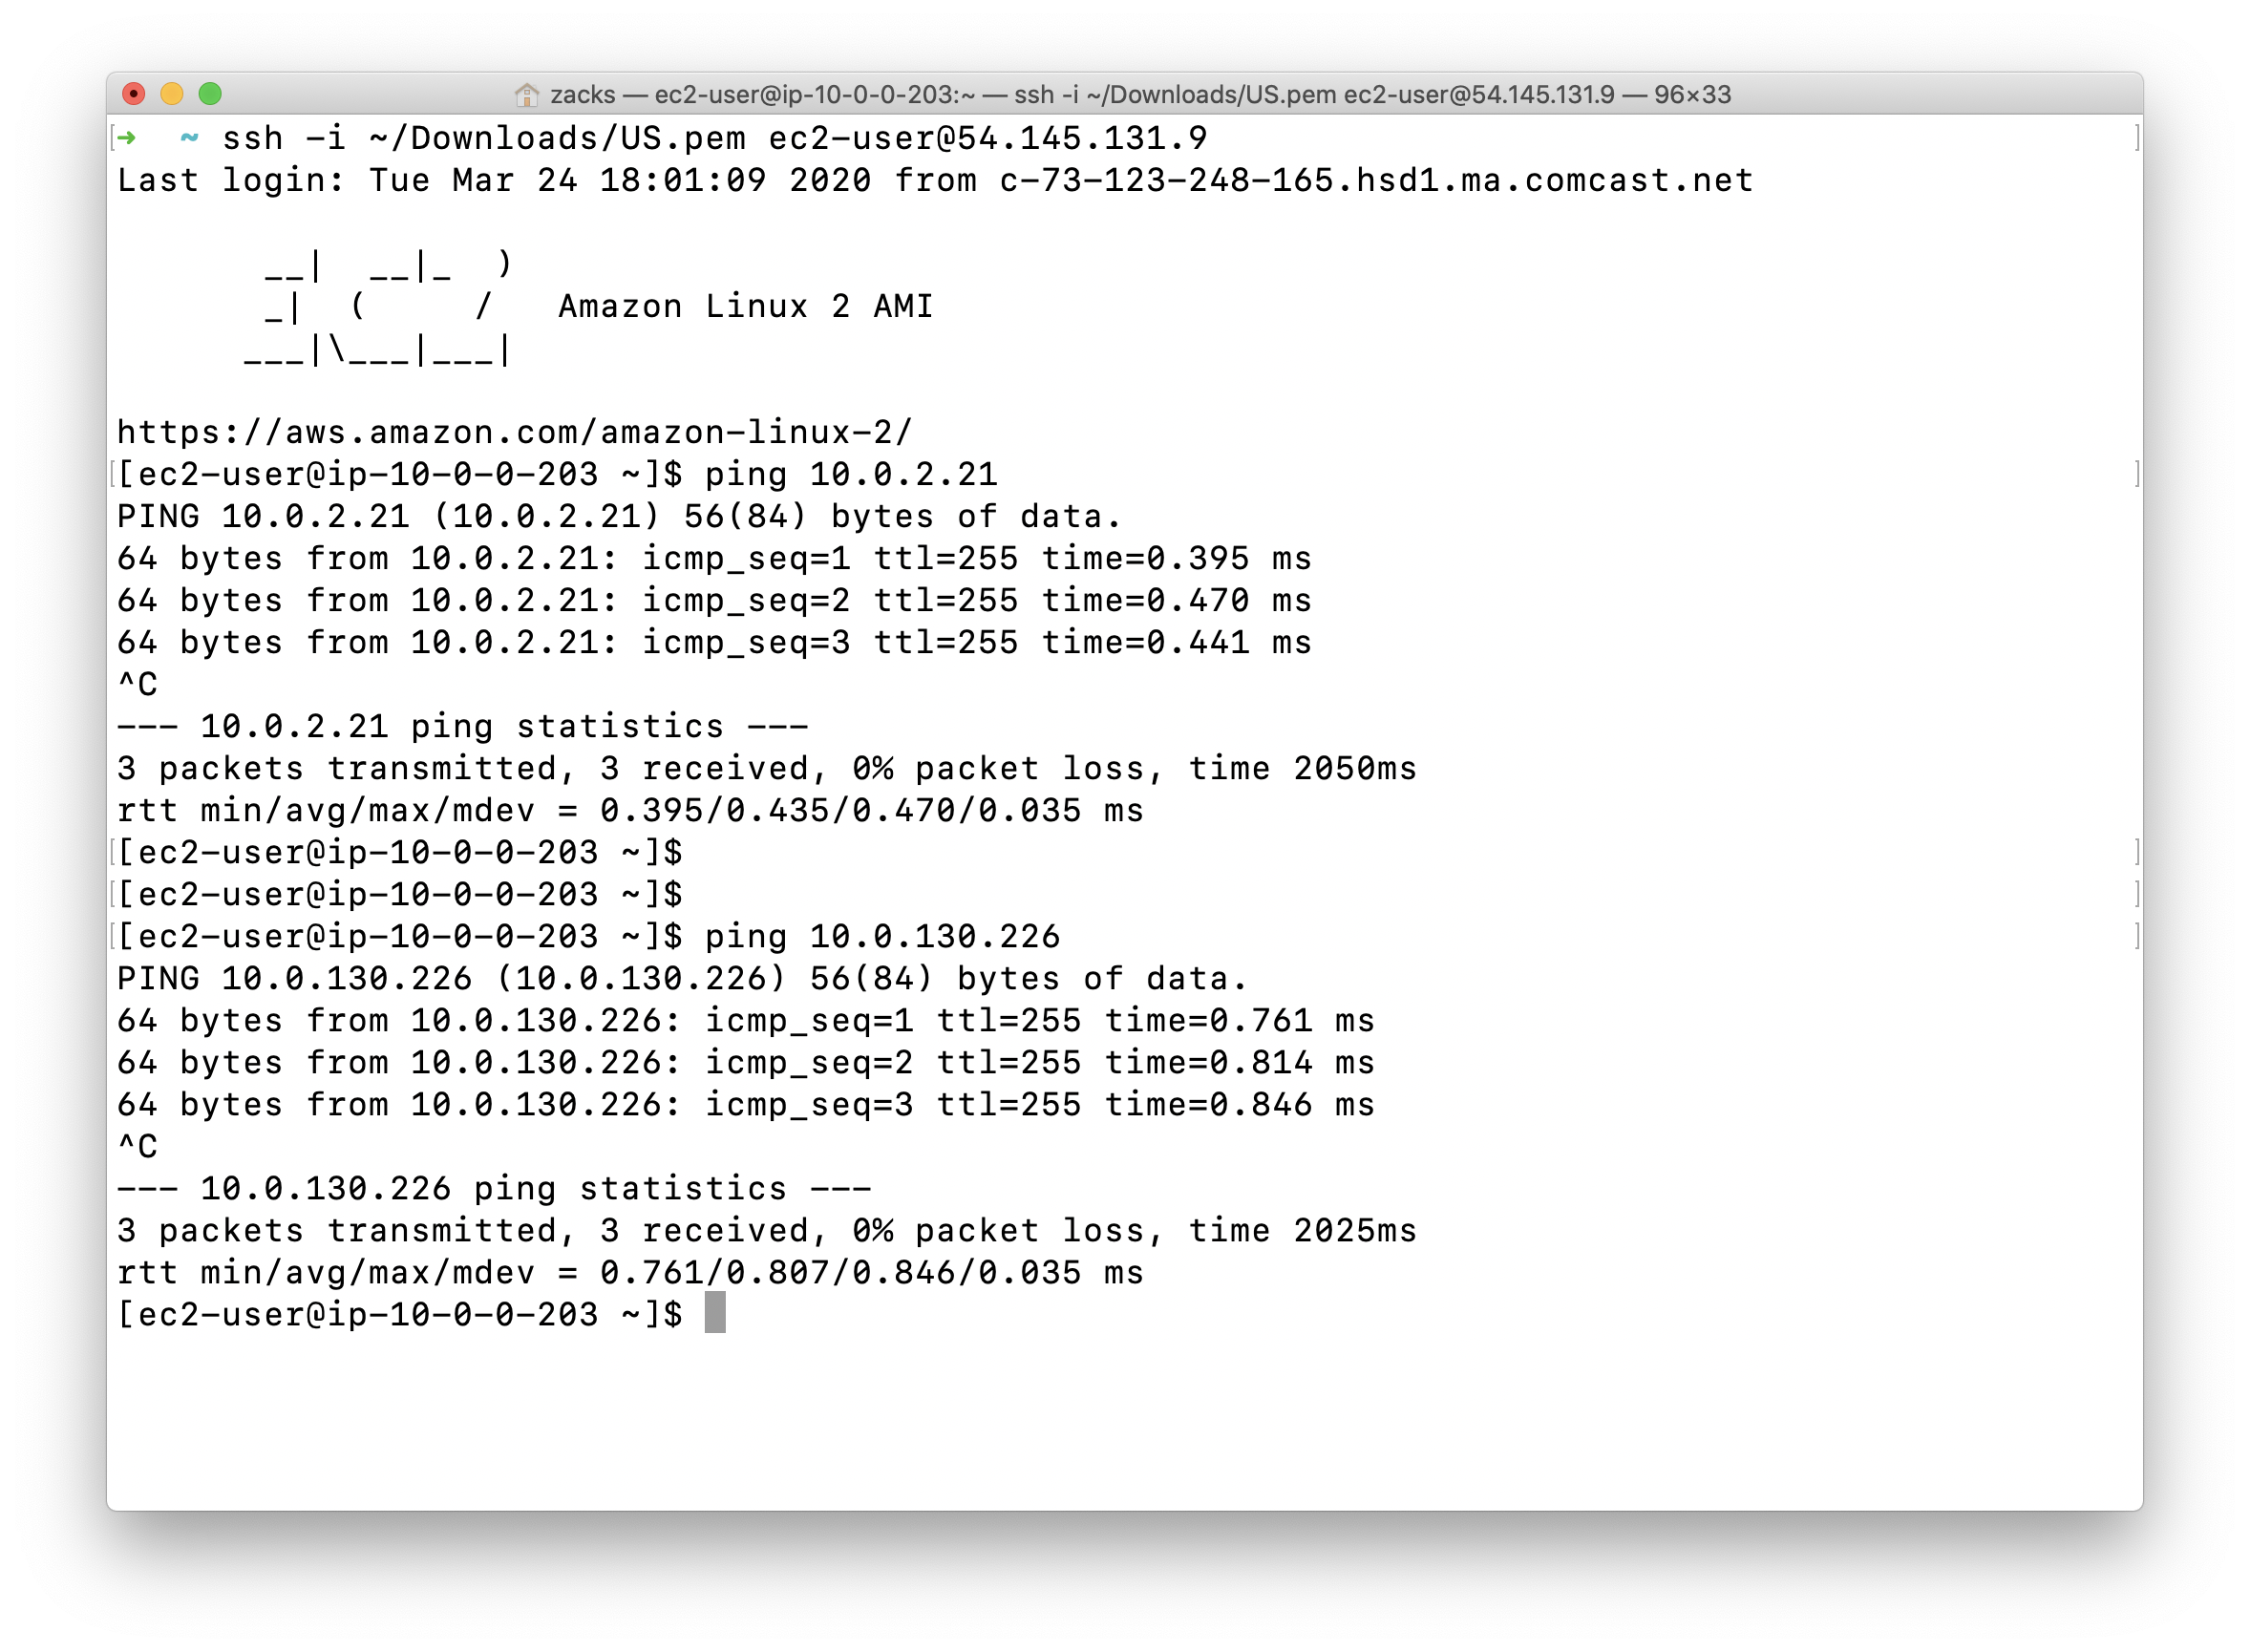 zacks — ec2-user@ip-10-0-0-203:~ — ssh -i ~/Downloads/US.pem ec2-user@54.145.131.9 — 96×33
[➜  ~ ssh -i ~/Downloads/US.pem ec2-user@54.145.131.9 ]
Last login: Tue Mar 24 18:01:09 2020 from c-73-123-248-165.hsd1.ma.comcast.net
       __|  __|_  )
       _|  (     /   Amazon Linux 2 AMI
      ___|\___|___|
https://aws.amazon.com/amazon-linux-2/
[[ec2-user@ip-10-0-0-203 ~]$ ping 10.0.2.21 ]
PING 10.0.2.21 (10.0.2.21) 56(84) bytes of data.
64 bytes from 10.0.2.21: icmp_seq=1 ttl=255 time=0.395 ms
64 bytes from 10.0.2.21: icmp_seq=2 ttl=255 time=0.470 ms
64 bytes from 10.0.2.21: icmp_seq=3 ttl=255 time=0.441 ms
^C
--- 10.0.2.21 ping statistics ---
3 packets transmitted, 3 received, 0% packet loss, time 2050ms
rtt min/avg/max/mdev = 0.395/0.435/0.470/0.035 ms
[[ec2-user@ip-10-0-0-203 ~]$ ]
[[ec2-user@ip-10-0-0-203 ~]$ ]
[[ec2-user@ip-10-0-0-203 ~]$ ping 10.0.130.226 ]
PING 10.0.130.226 (10.0.130.226) 56(84) bytes of data.
64 bytes from 10.0.130.226: icmp_seq=1 ttl=255 time=0.761 ms
64 bytes from 10.0.130.226: icmp_seq=2 ttl=255 time=0.814 ms
64 bytes from 10.0.130.226: icmp_seq=3 ttl=255 time=0.846 ms
^C
--- 10.0.130.226 ping statistics ---
3 packets transmitted, 3 received, 0% packet loss, time 2025ms
rtt min/avg/max/mdev = 0.761/0.807/0.846/0.035 ms
[ec2-user@ip-10-0-0-203 ~]$